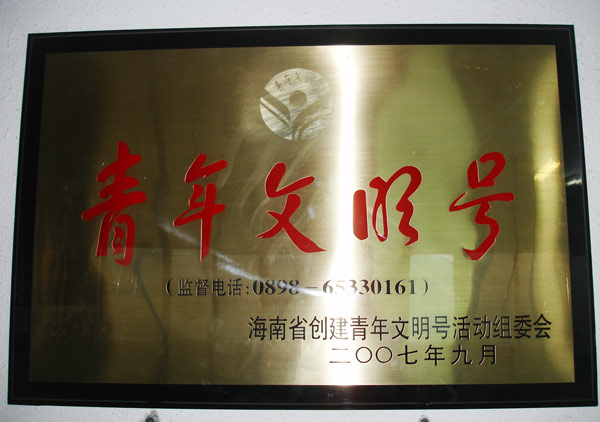 青年文明号
（监督电话:0898－65330161）
海南省创建青年文明号活动组委会
二〇〇七年九月